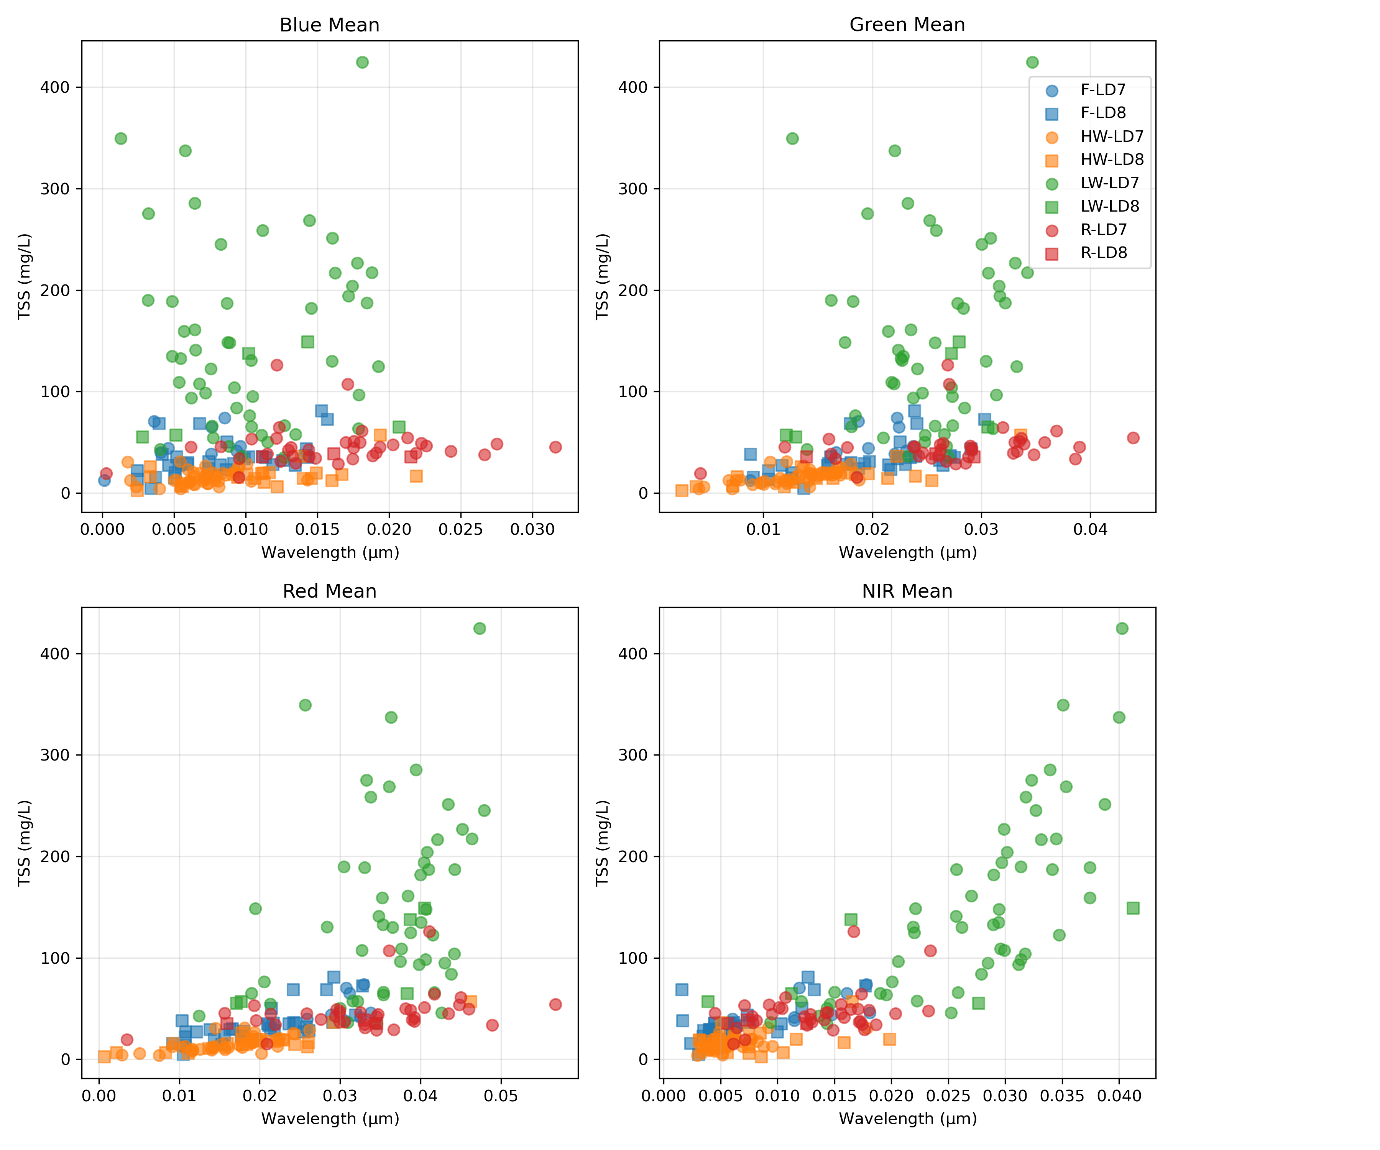 Blue Mean
TSS (mg/L)
400
300
200
100
0
0.000 0.005 0.010 0.015 0.020 0.025 0.030
Wavelength (μm)
Green Mean
TSS (mg/L)
400
300
200
100
0
F-LD7
F-LD8
HW-LD7
HW-LD8
LW-LD7
LW-LD8
R-LD7
R-LD8
0.01 0.02 0.03 0.04
Wavelength (μm)
Red Mean
TSS (mg/L)
400
300
200
100
0
0.00 0.01 0.02 0.03 0.04 0.05
Wavelength (μm)
NIR Mean
TSS (mg/L)
400
300
200
100
0
0.000 0.005 0.010 0.015 0.020 0.025 0.030 0.035 0.040
Wavelength (μm)